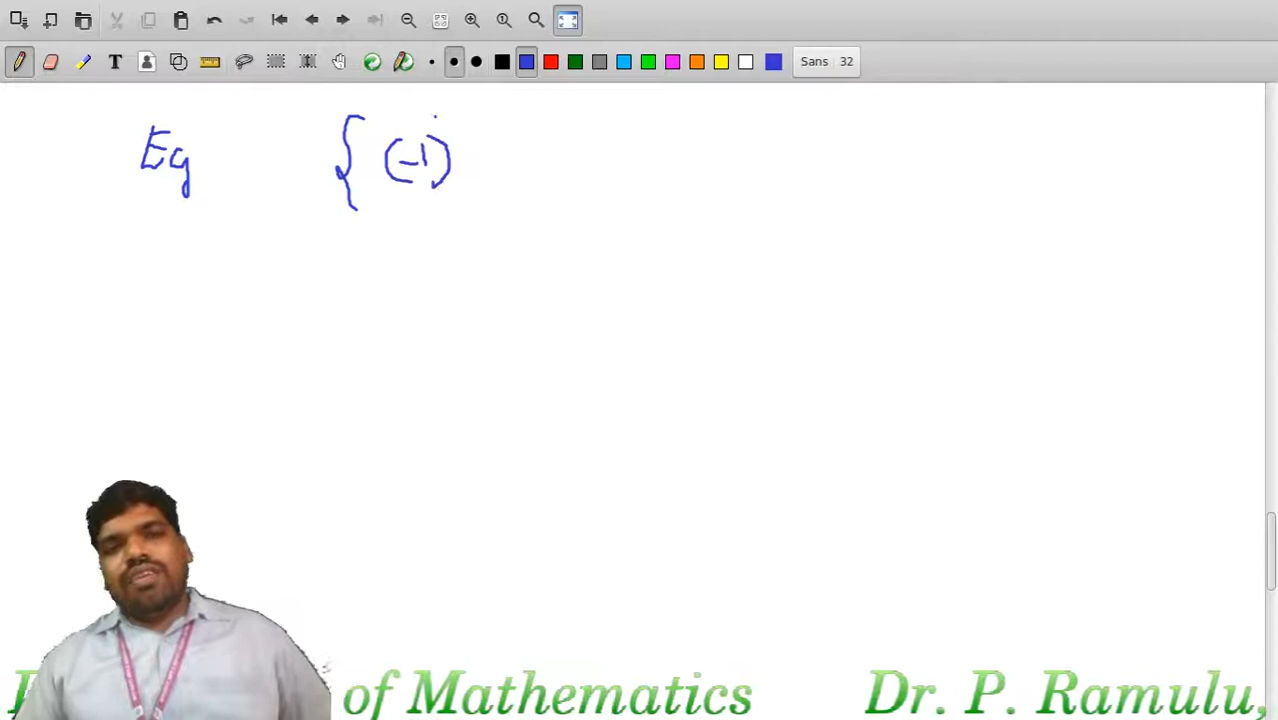 T Sans 32
Eg { (-1)
of Mathematics Dr. P. Ramulu,